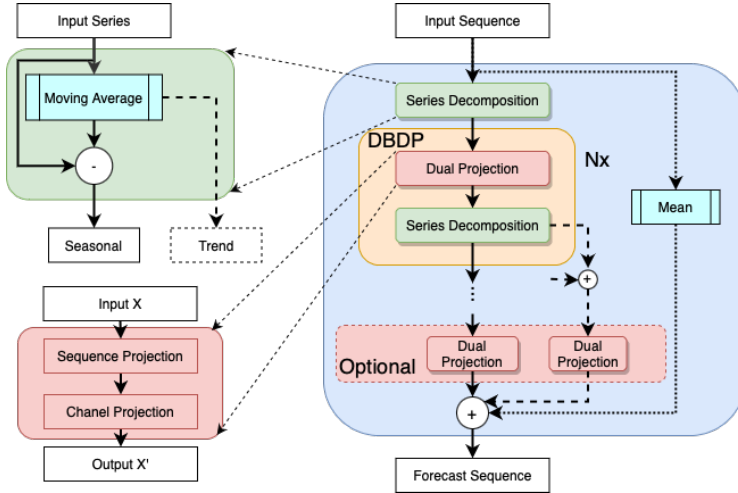 Input Series
Moving Average
-
Seasonal
Trend
Input X
Sequence Projection
Chanel Projection
Output X'
Input Sequence
Series Decomposition
DBDP
Dual Projection
Nx
Series Decomposition
Mean
+
Optional
Dual
Projection
Dual
Projection
+
Forecast Sequence